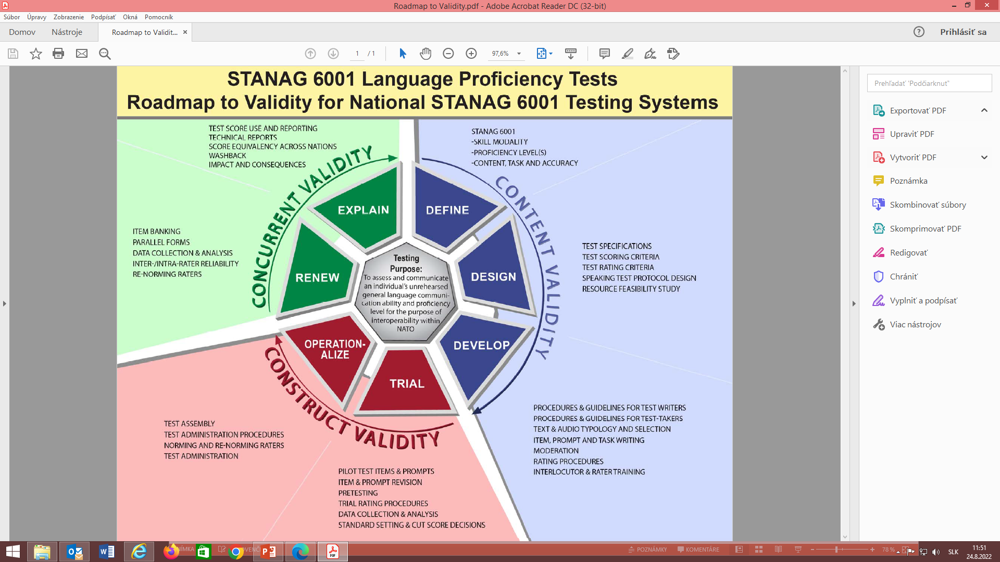 Roadmap to Validity.pdf - Adobe Acrobat Reader DC (32-bit)
Súbor Úpravy Zobrazenie Podpísať Okná Pomocník
Domov Nástroje Roadmap to Validit... × Prihlásiť sa
1 / 1 97,6%
STANAG 6001 Language Proficiency Tests
Roadmap to Validity for National STANAG 6001 Testing Systems
TEST SCORE USE AND REPORTING
TECHNICAL REPORTS
SCORE EQUIVALENCY ACROSS NATIONS
WASHBACK
IMPACT AND CONSEQUENCES
STANAG 6001
-SKILL MODALITY
-PROFICIENCY LEVEL(S)
-CONTENT, TASK AND ACCURACY
CONCURRENT VALIDITY
CONTENT VALIDITY
EXPLAIN
DEFINE
ITEM BANKING
PARALLEL FORMS
DATA COLLECTION & ANALYSIS
INTER-/INTRA-RATER RELIABILITY
RE-NORMING RATERS
RENEW
DESIGN
TEST SPECIFICATIONS
TEST SCORING CRITERIA
TEST RATING CRITERIA
SPEAKING TEST PROTOCOL DESIGN
RESOURCE FEASIBILITY STUDY
Testing
Purpose:
To assess and communicate
an individual's unrehearsed
general language communi-
cation ability and proficiency
level for the purpose of
interoperability within
NATO
OPERATION-
ALIZE
DEVELOP
TRIAL
CONSTRUCT VALIDITY
PROCEDURES & GUIDELINES FOR TEST WRITERS
PROCEDURES & GUIDELINES FOR TEST-TAKERS
TEXT & AUDIO TYPOLOGY AND SELECTION
ITEM, PROMPT AND TASK WRITING
MODERATION
RATING PROCEDURES
INTERLOCUTOR & RATER TRAINING
TEST ASSEMBLY
TEST ADMINISTRATION PROCEDURES
NORMING AND RE-NORMING RATERS
TEST ADMINISTRATION
PILOT TEST ITEMS & PROMPTS
ITEM & PROMPT REVISION
PRETESTING
TRIAL RATING PROCEDURES
DATA COLLECTION & ANALYSIS
STANDARD SETTING & CUT SCORE DECISIONS
Prehľadať 'Podčiarknuť'
Exportovať PDF
Upraviť PDF
Vytvoriť PDF
Poznámka
Skombinovať súbory
Skomprimovať PDF
Redigovať
Chrániť
Vyplniť a podpísať
Viac nástrojov
POZNÁMKY KOMENTÁRE 78 % SLK 11:51
24.8.2022